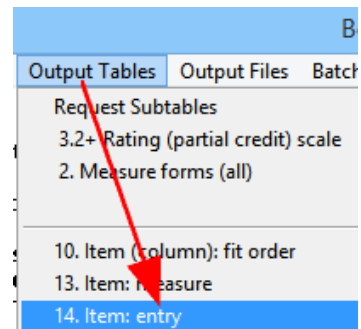 Output Tables Output Files Batch
Request Subtables
3.2+ Rating (partial credit) scale
2. Measure forms (all)
10. Item (column): fit order
13. Item: measure
14. Item: entry